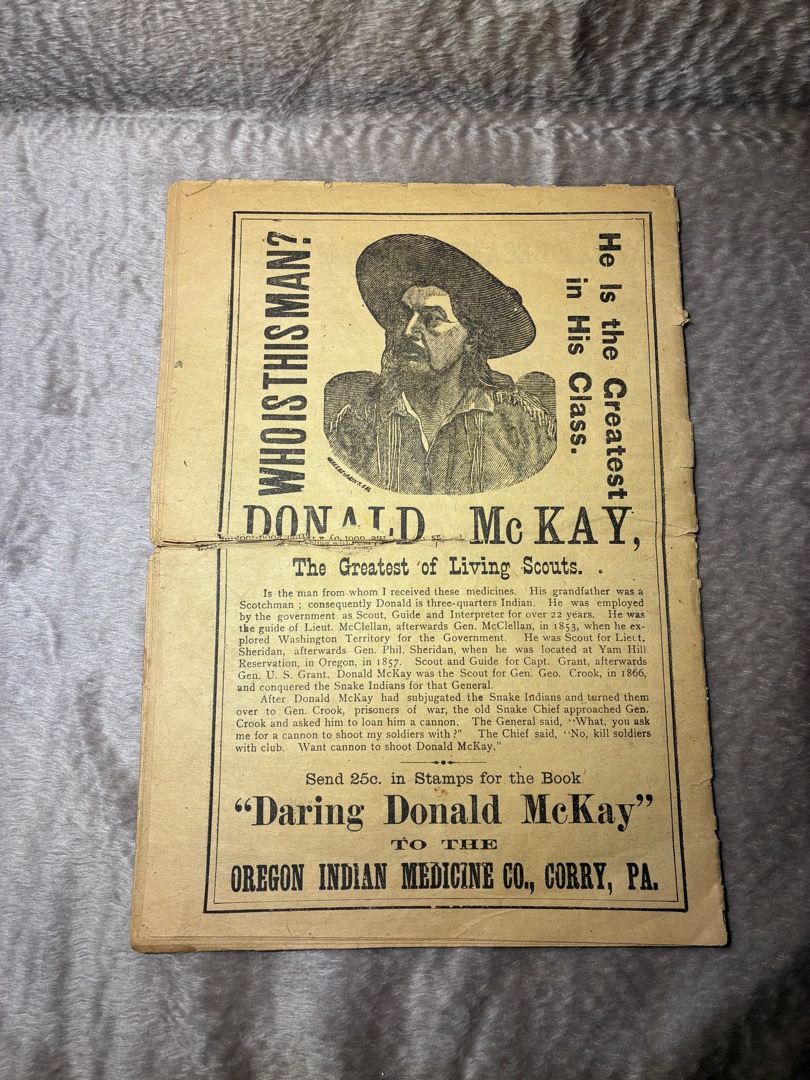 WHO IS THIS MAN?
He Is the Greatest
in His Class.
DONALD McKAY,
The Greatest of Living Scouts.
Is the man from whom I received these medicines. His grandfather was a
Scotchman ; consequently Donald is three-quarters Indian. He was employed
by the government as Scout, Guide and Interpreter for over 22 years. He was
the guide of Lieut. McClellan, afterwards Gen. McClellan, in 1853, when he ex-
plored Washington Territory for the Government. He was Scout for Lieut.
Sheridan, afterwards Gen. Phil. Sheridan, when he was located at Yam Hill
Reservation, in Oregon, in 1857. Scout and Guide for Capt. Grant, afterwards
Gen. U. S. Grant. Donald McKay was the Scout for Gen. Geo. Crook, in 1866,
and conquered the Snake Indians for that General.
After Donald McKay had subjugated the Snake Indians and turned them
over to Gen. Crook, prisoners of war, the old Snake Chief approached Gen.
Crook and asked him to loan him a cannon. The General said, "What, you ask
me for a cannon to shoot my soldiers with?" The Chief said, "No, kill soldiers
with club. Want cannon to shoot Donald McKay."
Send 25c. in Stamps for the Book
"Daring Donald McKay"
TO THE
OREGON INDIAN MEDICINE CO., CORRY, PA.